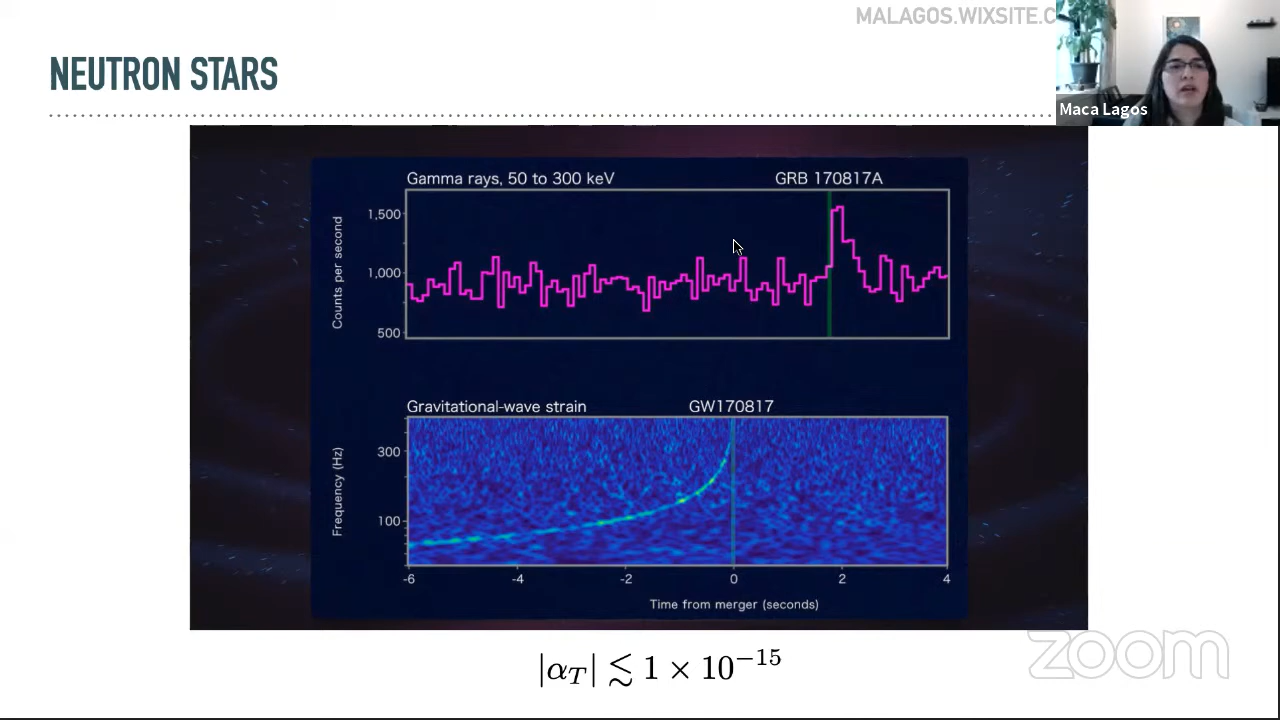 MALAGOS.WIXSITE.C
NEUTRON STARS
Maca Lagos
Gamma rays, 50 to 300 keV
GRB 170817A
Counts per second
1,500
1,000
500
Gravitational-wave strain
GW170817
Frequency (Hz)
300
100
-6 -4 -2 0 2 4
Time from merger (seconds)
|α_T| ≲ 1 × 10⁻¹⁵
zoom